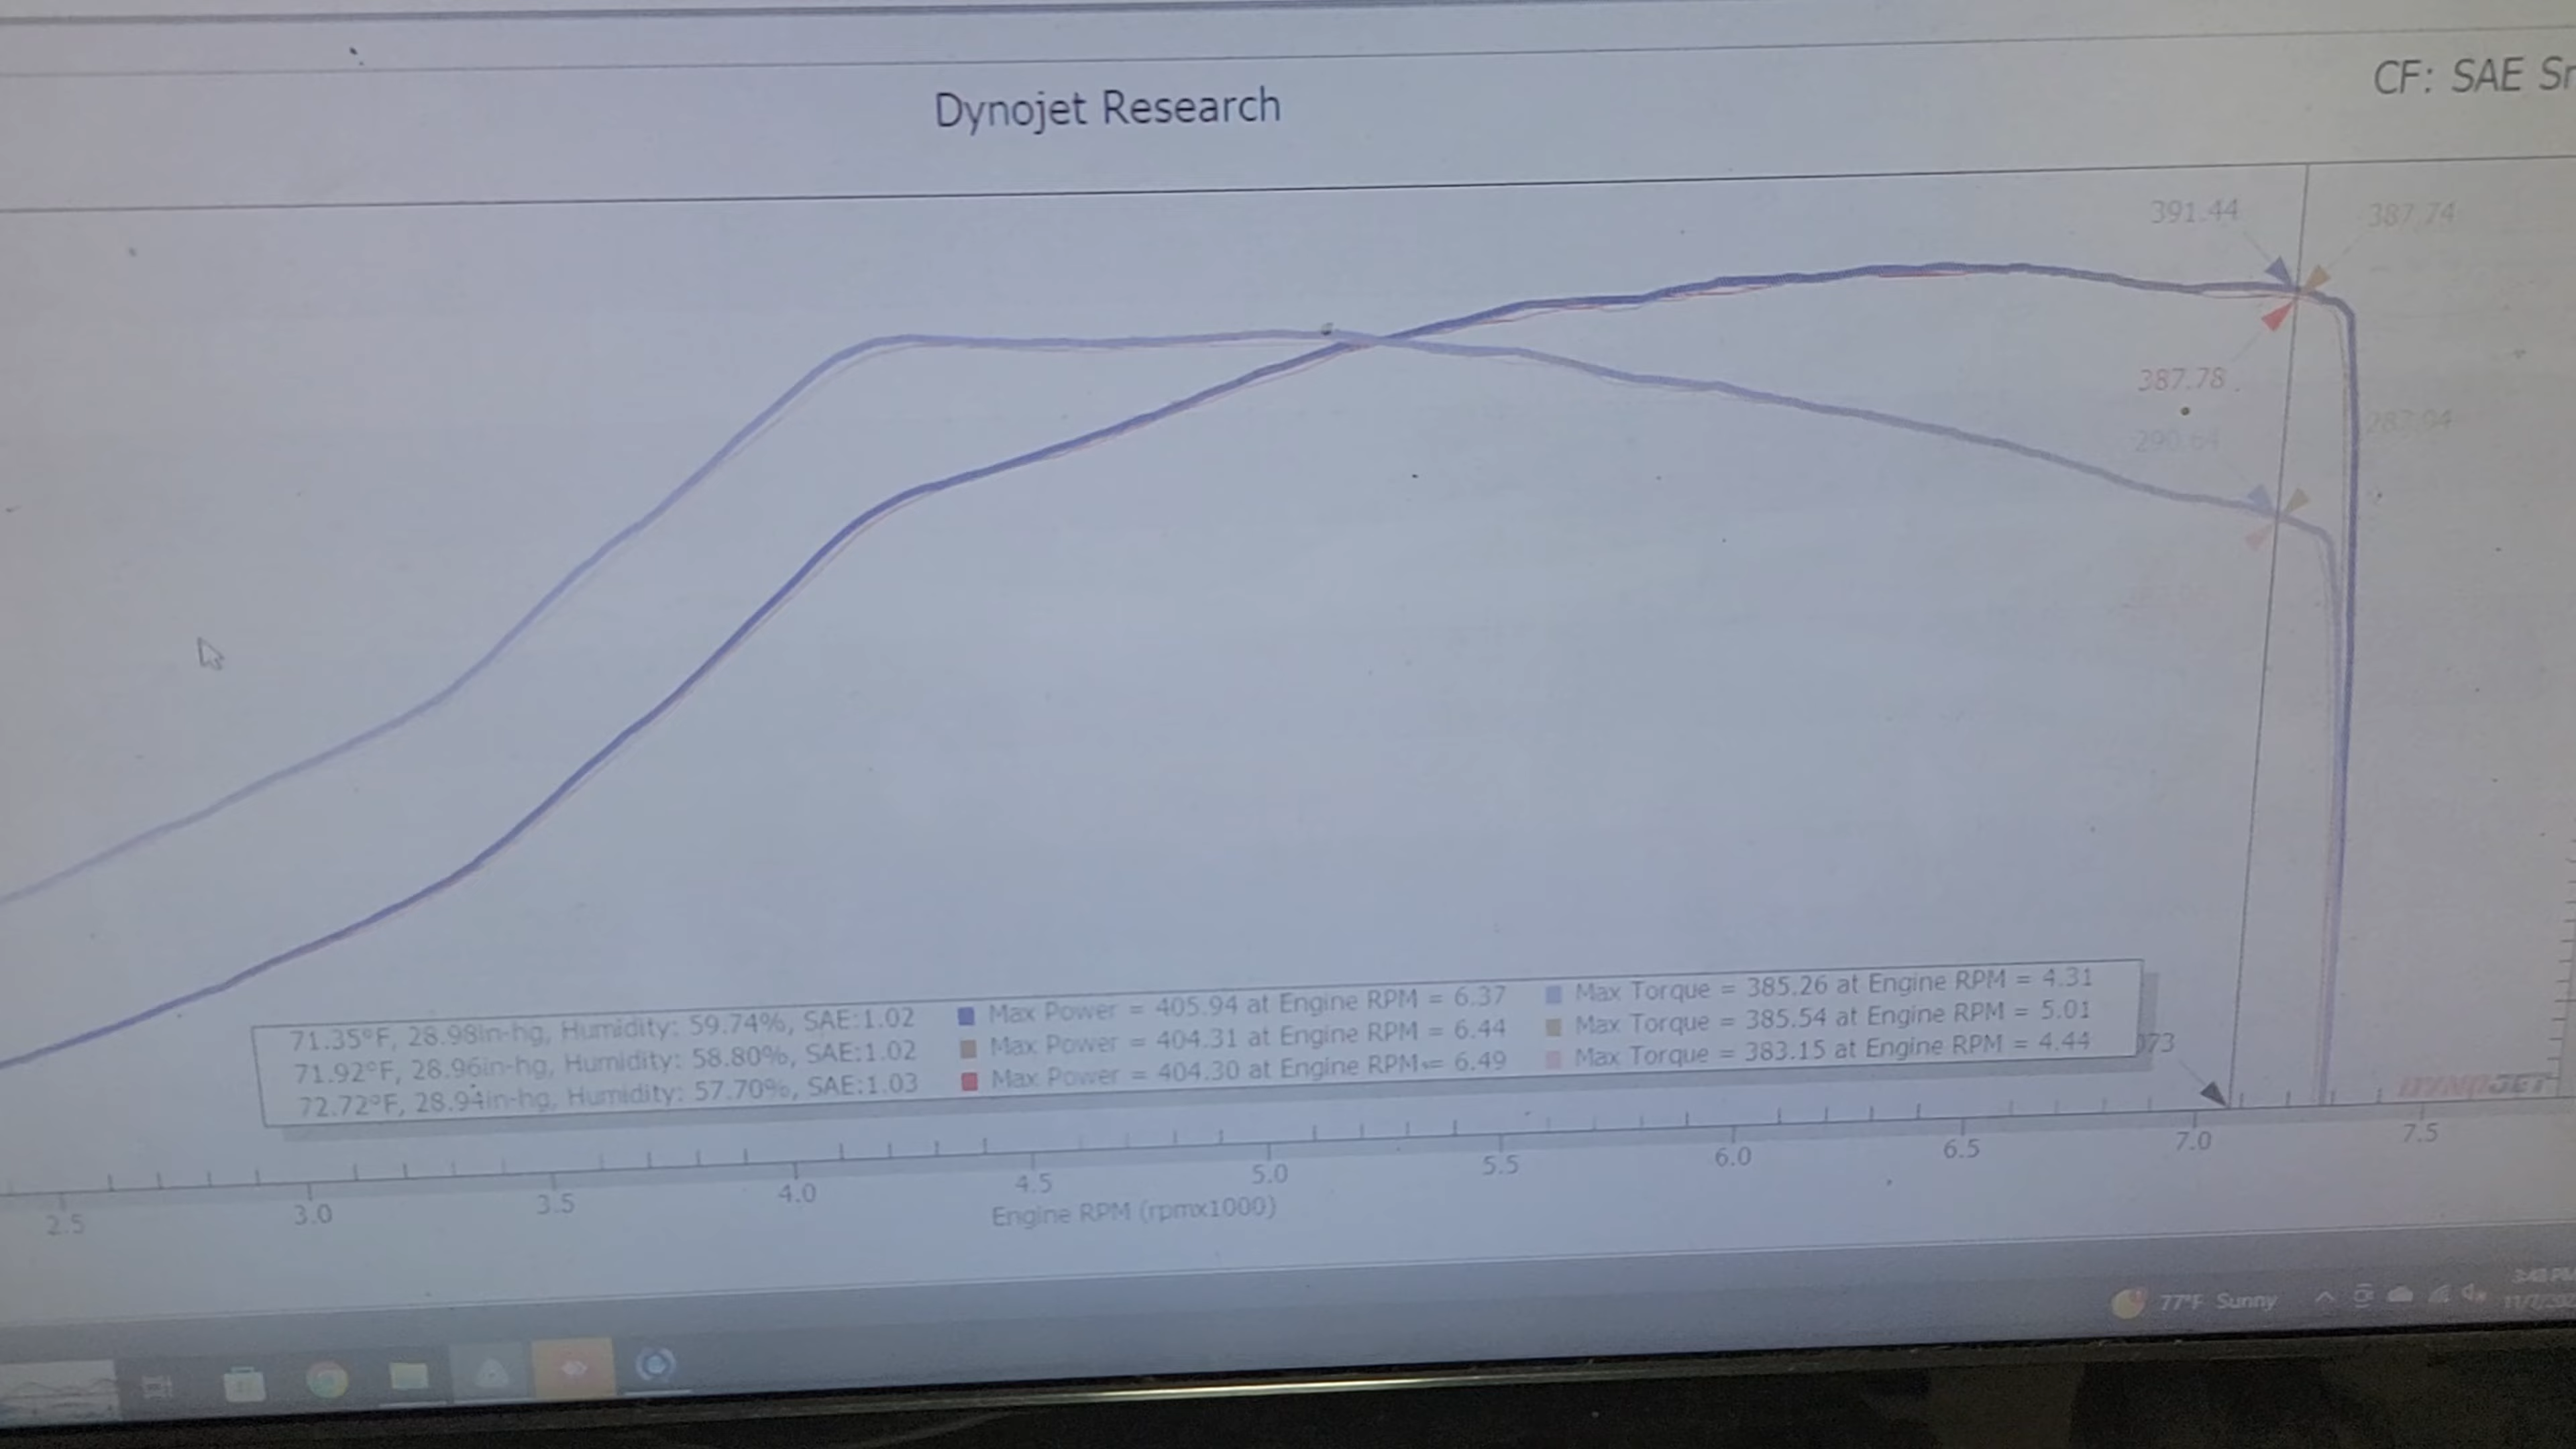 Dynojet Research
CF: SAE
391.44
387.74
387.78
290.64
287.94
71.35°F, 28.98in-hg, Humidity: 59.74%, SAE:1.02 Max Power = 405.94 at Engine RPM = 6.37 Max Torque = 385.26 at Engine RPM = 4.31
71.92°F, 28.96in-hg, Humidity: 58.80%, SAE:1.02 Max Power = 404.31 at Engine RPM = 6.44 Max Torque = 385.54 at Engine RPM = 5.01
72.72°F, 28.94in-hg, Humidity: 57.70%, SAE:1.03 Max Power = 404.30 at Engine RPM = 6.49 Max Torque = 383.15 at Engine RPM = 4.44
073
DYNOJET
2.5 3.0 3.5 4.0 4.5 5.0 5.5 6.0 6.5 7.0 7.5
Engine RPM (rpmx1000)
77°F Sunny